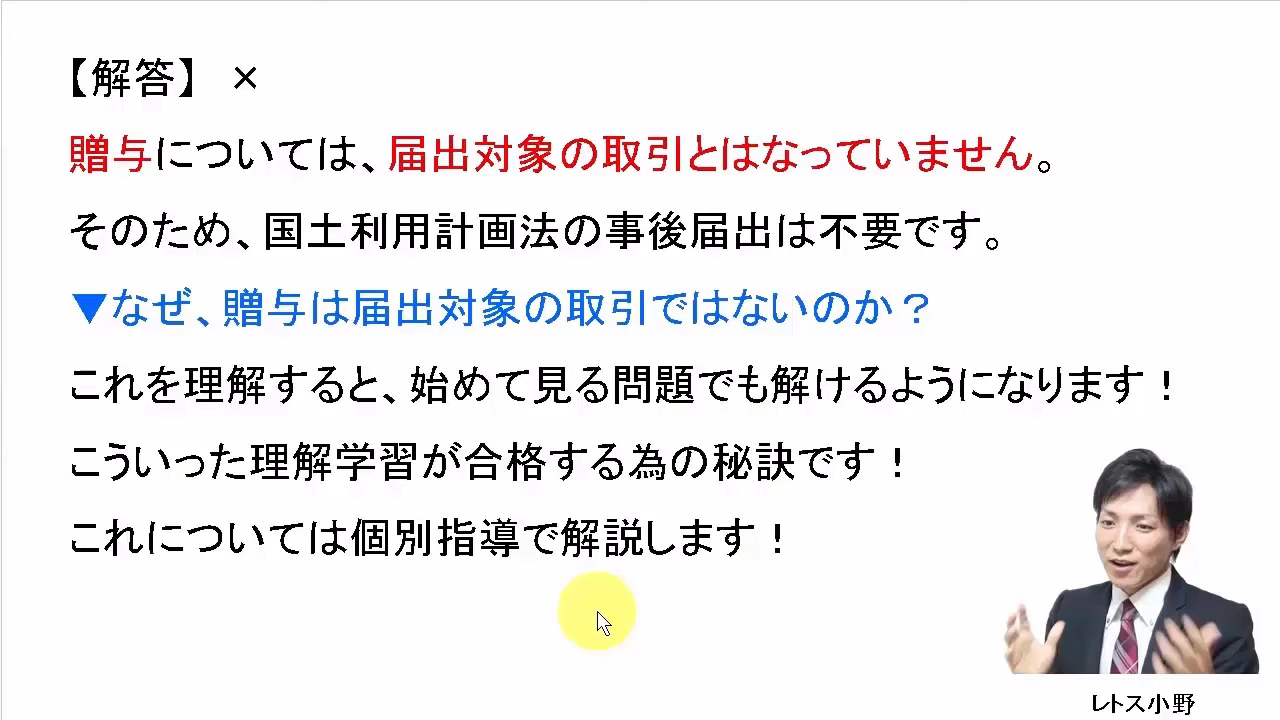 【解答】 ×
贈与については、届出対象の取引とはなっていません。
そのため、国土利用計画法の事後届出は不要です。
▼なぜ、贈与は届出対象の取引ではないのか？
これを理解すると、始めて見る問題でも解けるようになります！
こういった理解学習が合格する為の秘訣です！
これについては個別指導で解説します！
レトス小野